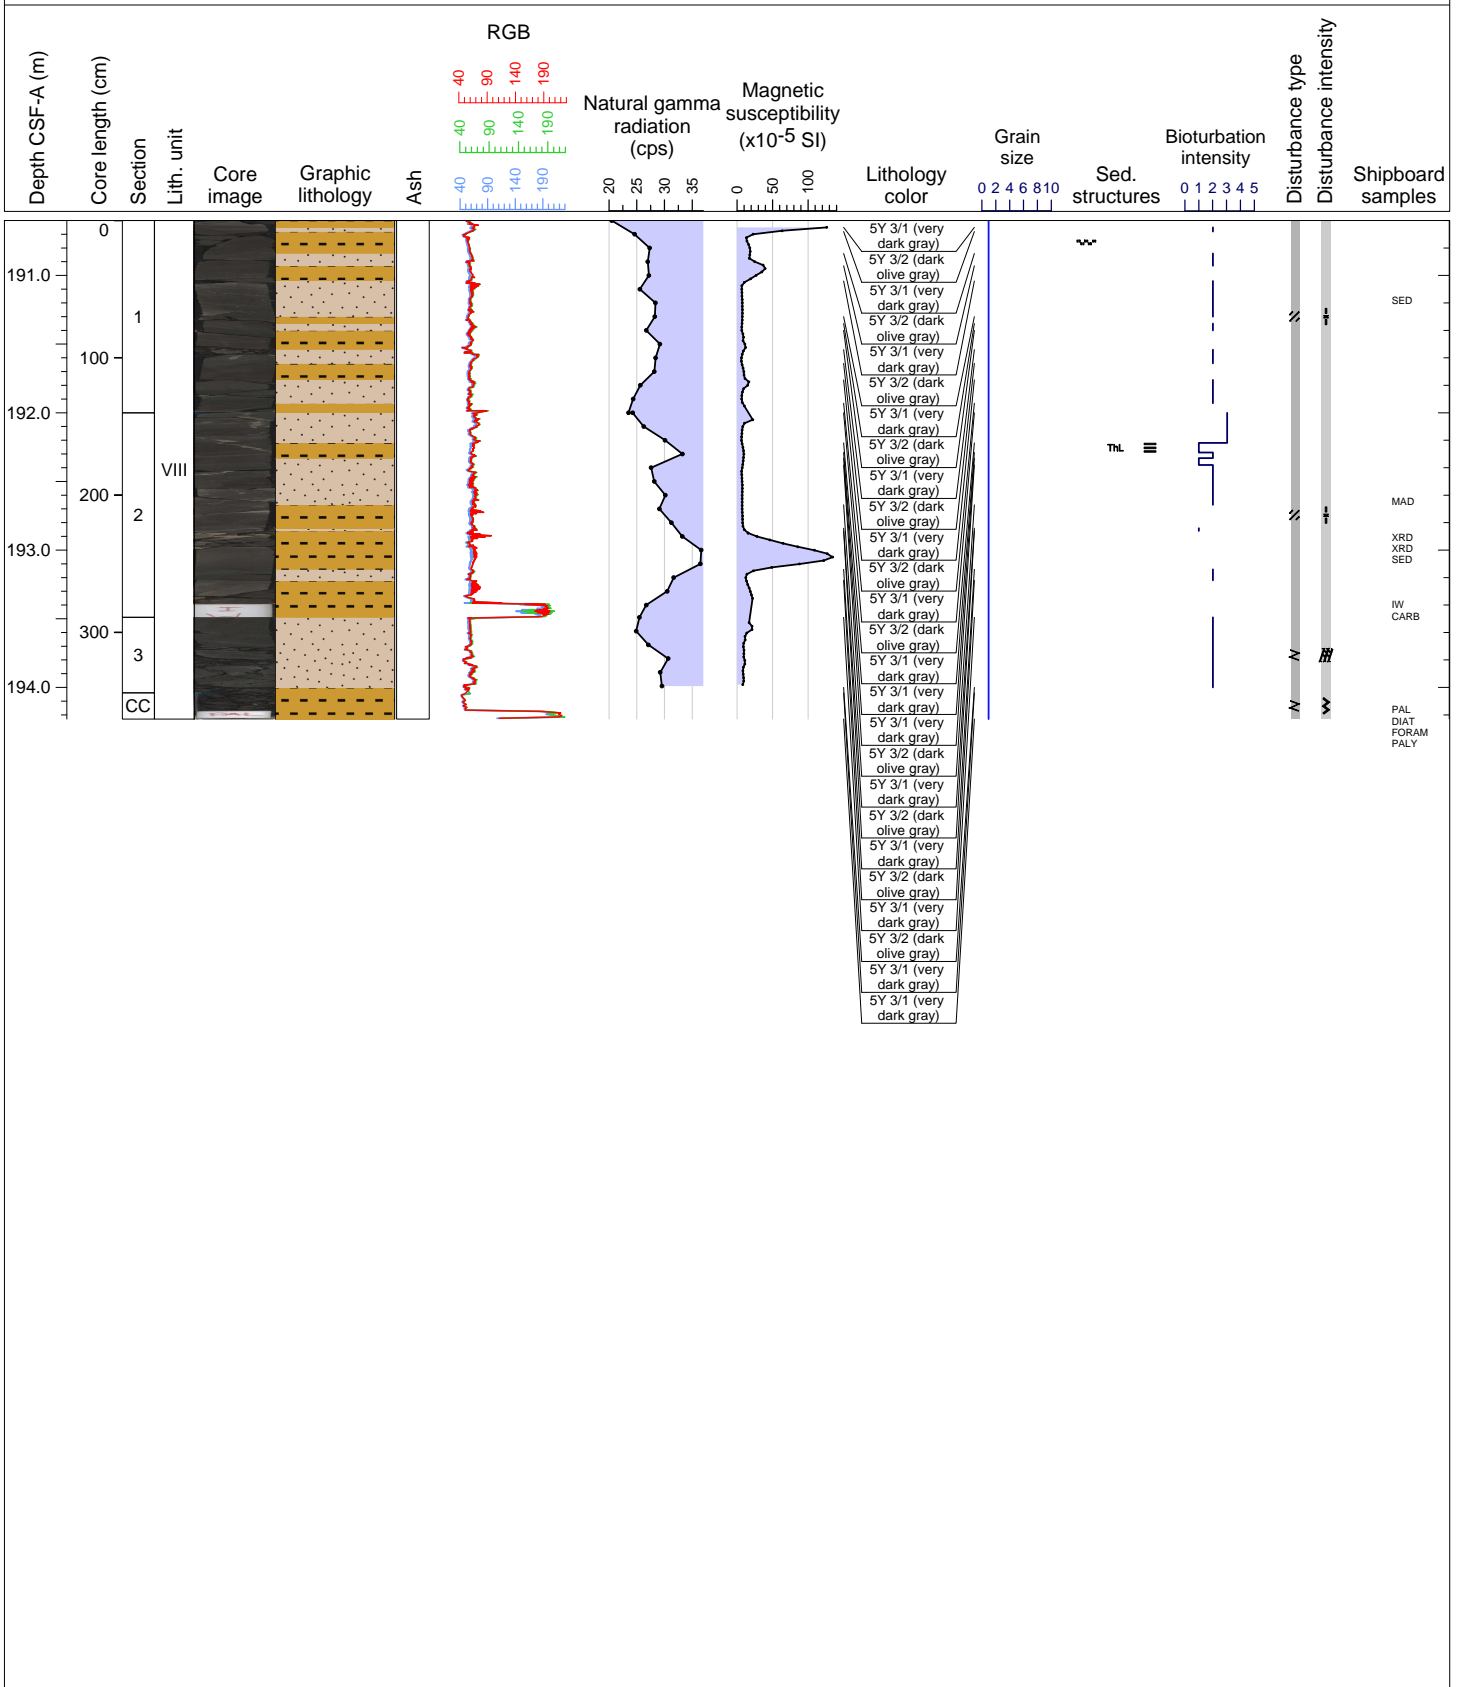 Depth CSF-A (m)
Core length (cm)
Section
Lith. unit
Core
image
Graphic
lithology
Ash
RGB
40 90 140 190
40 90 140 190
40 90 140 190
Natural gamma
radiation
(cps)
20 25 30 35
Magnetic
susceptibility
(x10-5 SI)
0 50 100
Lithology
color
Grain
size
0 2 4 6 8 10
Sed.
structures
Bioturbation
intensity
0 1 2 3 4 5
Disturbance type
Disturbance intensity
Shipboard
samples
191.0
192.0
193.0
194.0
0
100
200
300
1
2
3
CC
VIII
5Y 3/1 (very
dark gray)
5Y 3/2 (dark
olive gray)
5Y 3/1 (very
dark gray)
5Y 3/2 (dark
olive gray)
5Y 3/1 (very
dark gray)
5Y 3/2 (dark
olive gray)
5Y 3/1 (very
dark gray)
5Y 3/2 (dark
olive gray)
5Y 3/1 (very
dark gray)
5Y 3/2 (dark
olive gray)
5Y 3/1 (very
dark gray)
5Y 3/2 (dark
olive gray)
5Y 3/1 (very
dark gray)
5Y 3/2 (dark
olive gray)
5Y 3/1 (very
dark gray)
5Y 3/1 (very
dark gray)
5Y 3/1 (very
dark gray)
5Y 3/2 (dark
olive gray)
5Y 3/1 (very
dark gray)
5Y 3/2 (dark
olive gray)
5Y 3/1 (very
dark gray)
5Y 3/2 (dark
olive gray)
5Y 3/1 (very
dark gray)
5Y 3/2 (dark
olive gray)
5Y 3/1 (very
dark gray)
5Y 3/1 (very
dark gray)
ThL
SED
MAD
XRD
XRD
SED
IW
CARB
PAL
DIAT
FORAM
PALY